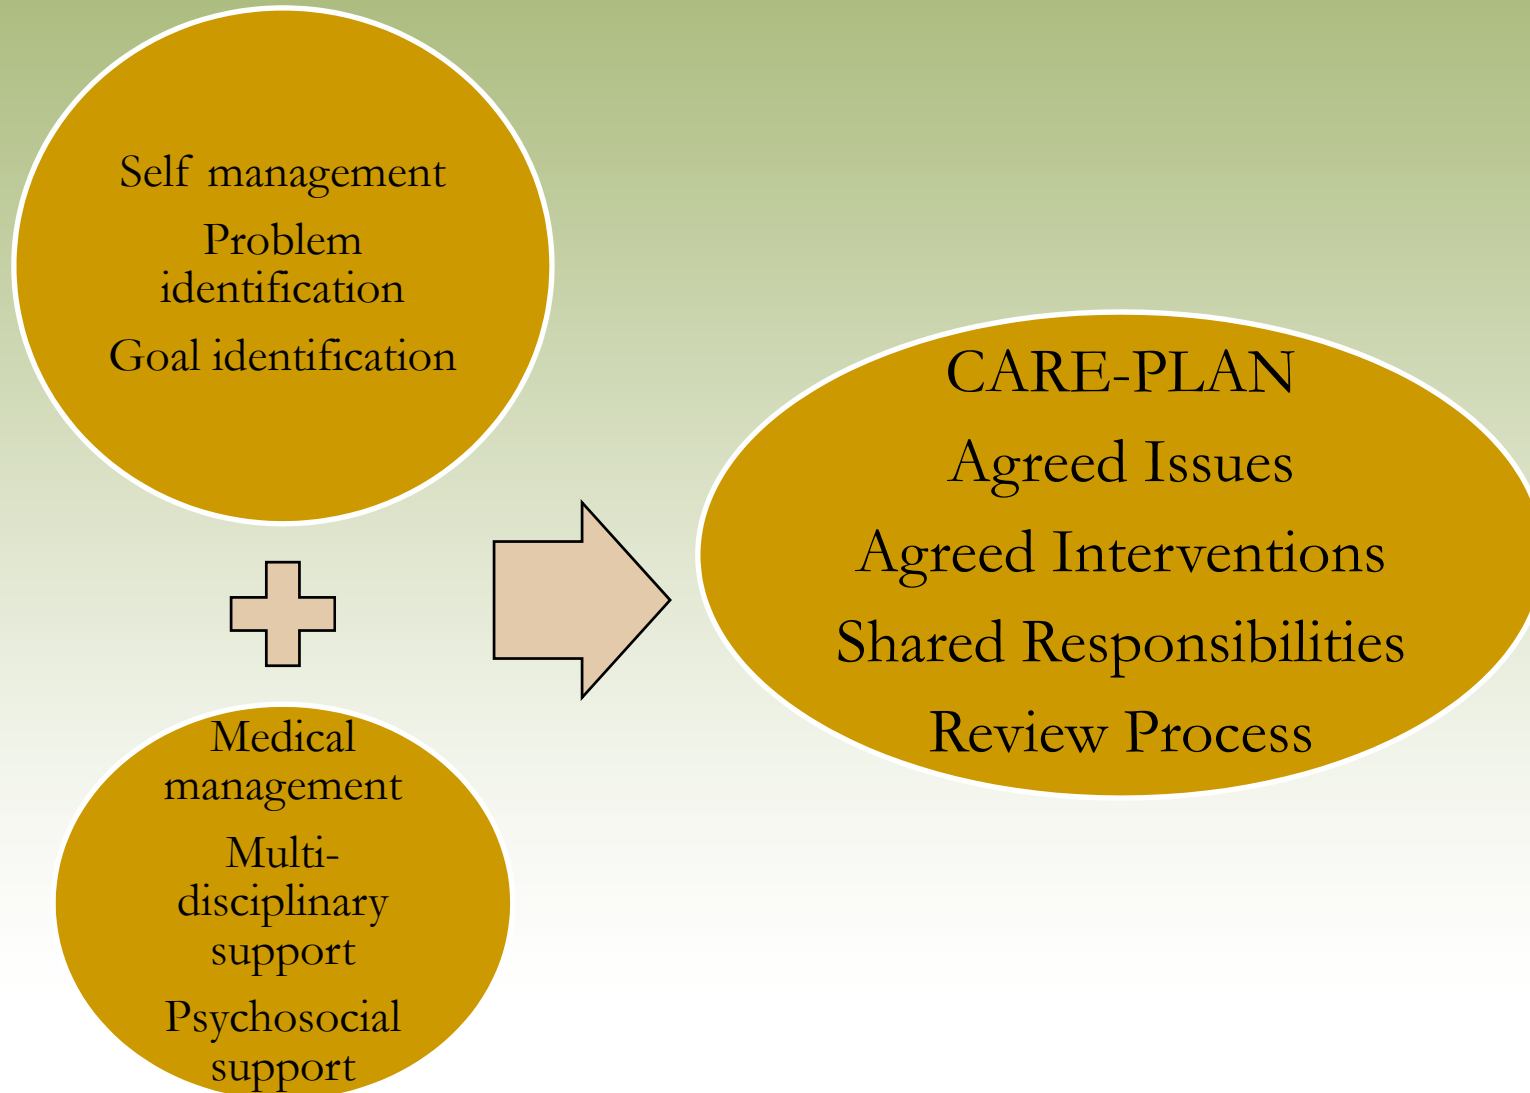 Self management
Problem
identification
Goal identification
Medical
management
Multi-
disciplinary
support
Psychosocial
support
CARE-PLAN
Agreed Issues
Agreed Interventions
Shared Responsibilities
Review Process